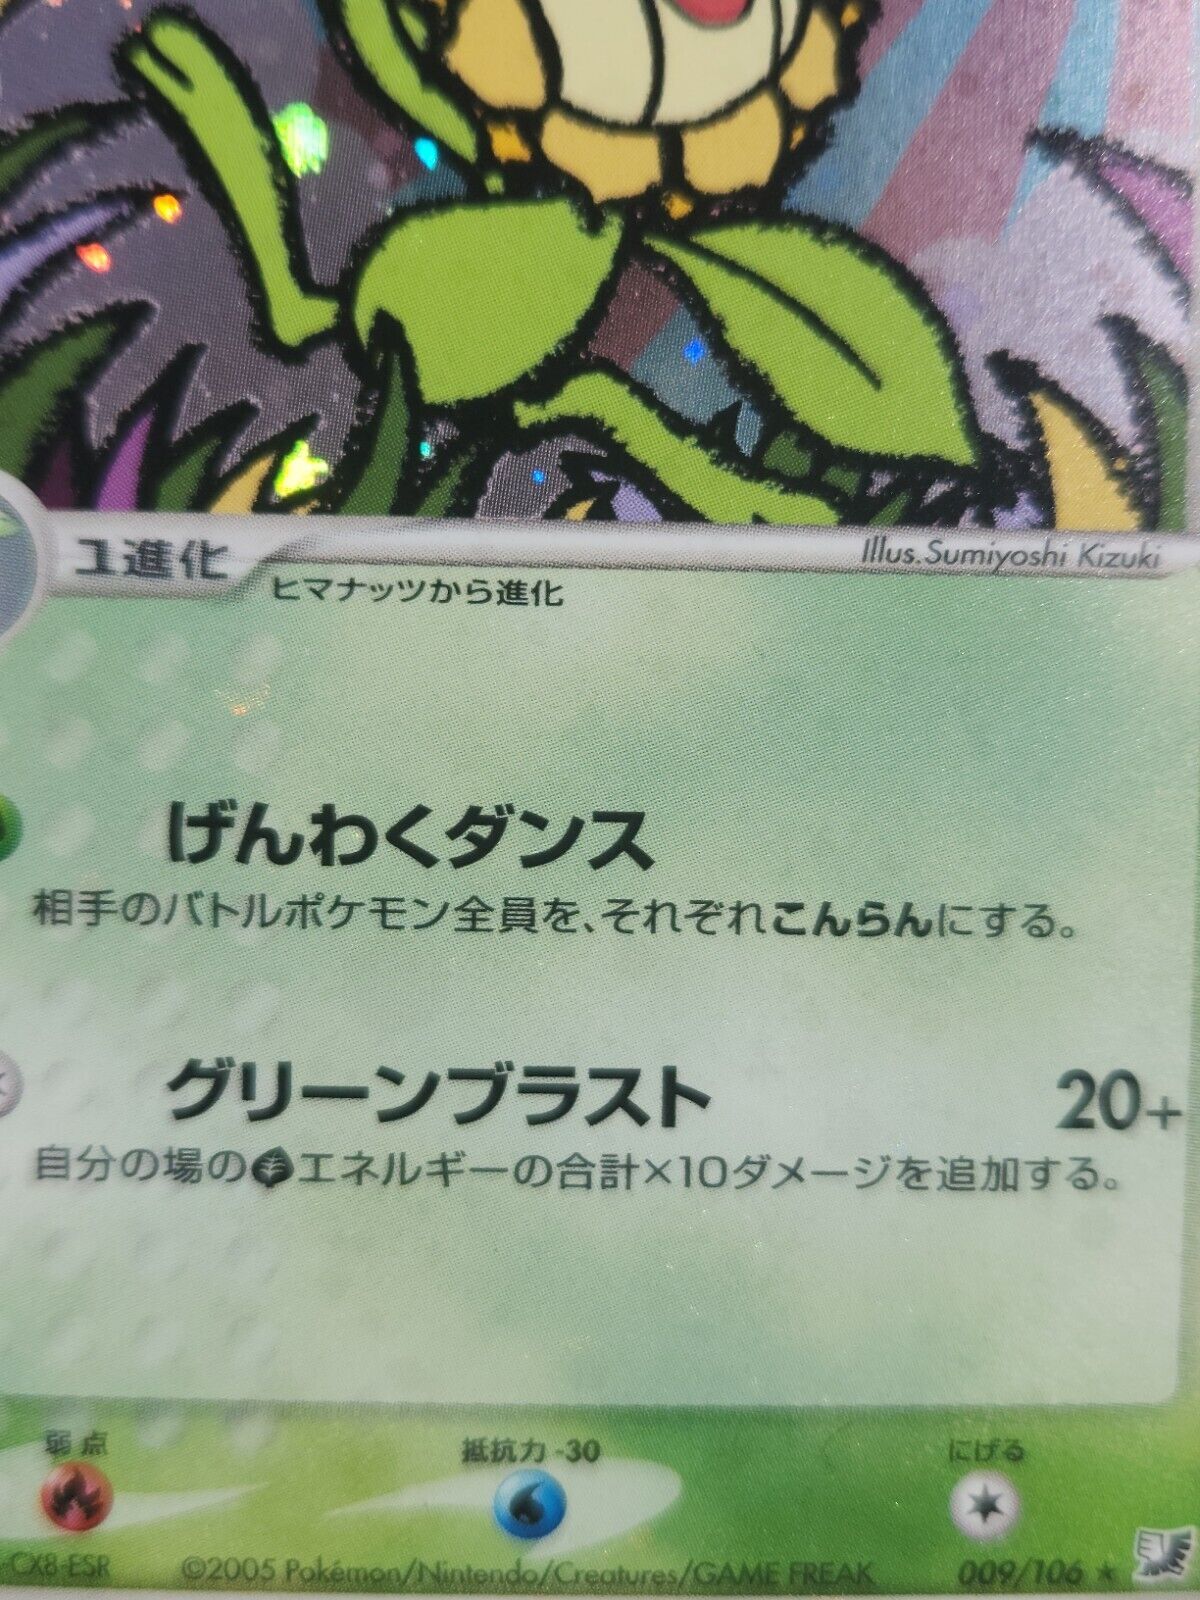 1進化
Illus.Sumiyoshi Kizuki
ヒマナッツから進化
げんわくダンス
相手のバトルポケモン全員を、それぞれこんらんにする。
グリーンブラスト 20+
自分の場のエネルギーの合計×10ダメージを追加する。
弱点 抵抗力 -30 にげる
-CX8-ESR ©2005 Pokémon/Nintendo/Creatures/GAME FREAK 009/106 ★